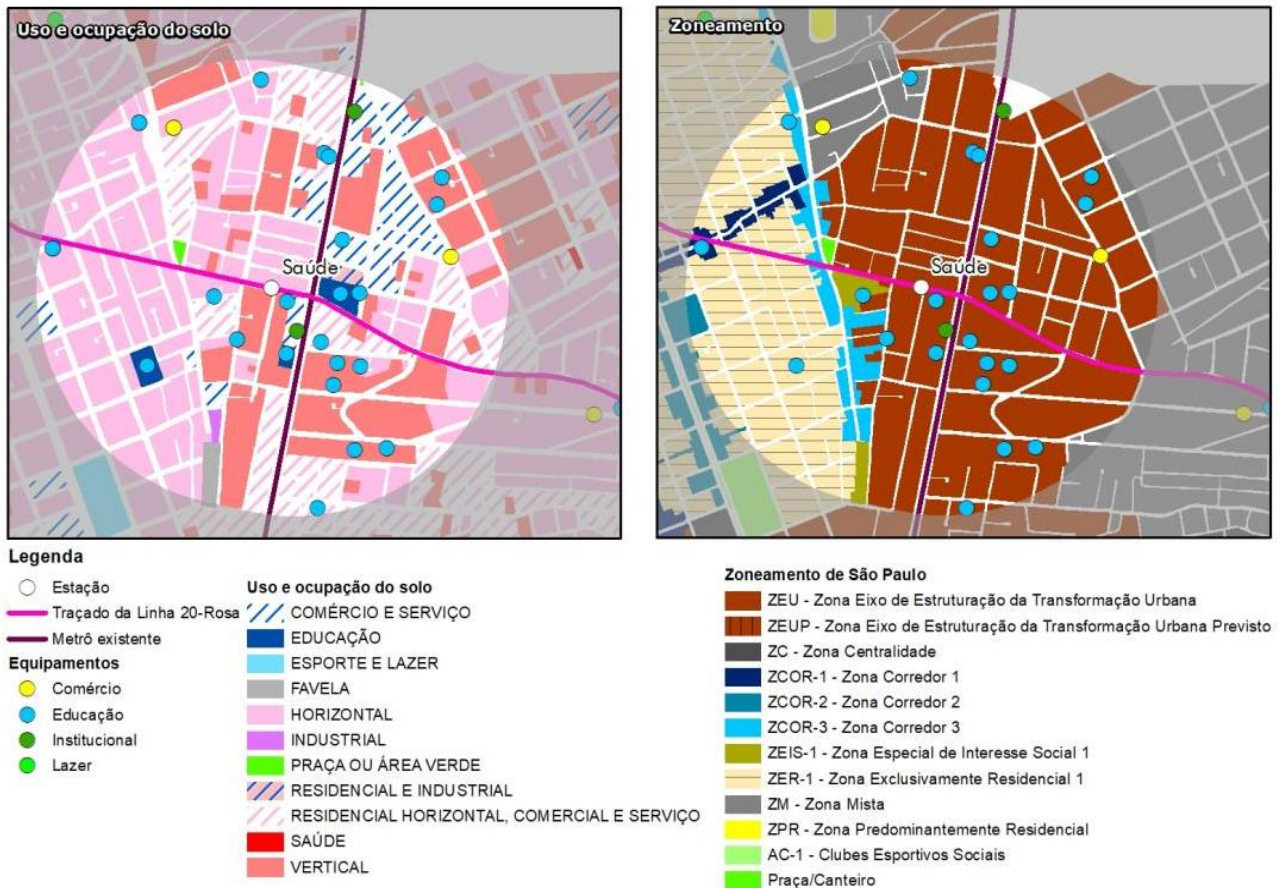 Uso e ocupação do solo
Saúde
Zoneamento
Saúde
Legenda
Estação
Traçado da Linha 20-Rosa
Metrô existente
Equipamentos
Comércio
Educação
Institucional
Lazer
Uso e ocupação do solo
COMÉRCIO E SERVIÇO
EDUCAÇÃO
ESPORTE E LAZER
FAVELA
HORIZONTAL
INDUSTRIAL
PRAÇA OU ÁREA VERDE
RESIDENCIAL E INDUSTRIAL
RESIDENCIAL HORIZONTAL, COMERCIAL E SERVIÇO
SAÚDE
VERTICAL
Zoneamento de São Paulo
ZEU - Zona Eixo de Estruturação da Transformação Urbana
ZEUP - Zona Eixo de Estruturação da Transformação Urbana Previsto
ZC - Zona Centralidade
ZCOR-1 - Zona Corredor 1
ZCOR-2 - Zona Corredor 2
ZCOR-3 - Zona Corredor 3
ZEIS-1 - Zona Especial de Interesse Social 1
ZER-1 - Zona Exclusivamente Residencial 1
ZM - Zona Mista
ZPR - Zona Predominantemente Residencial
AC-1 - Clubes Esportivos Sociais
Praça/Canteiro